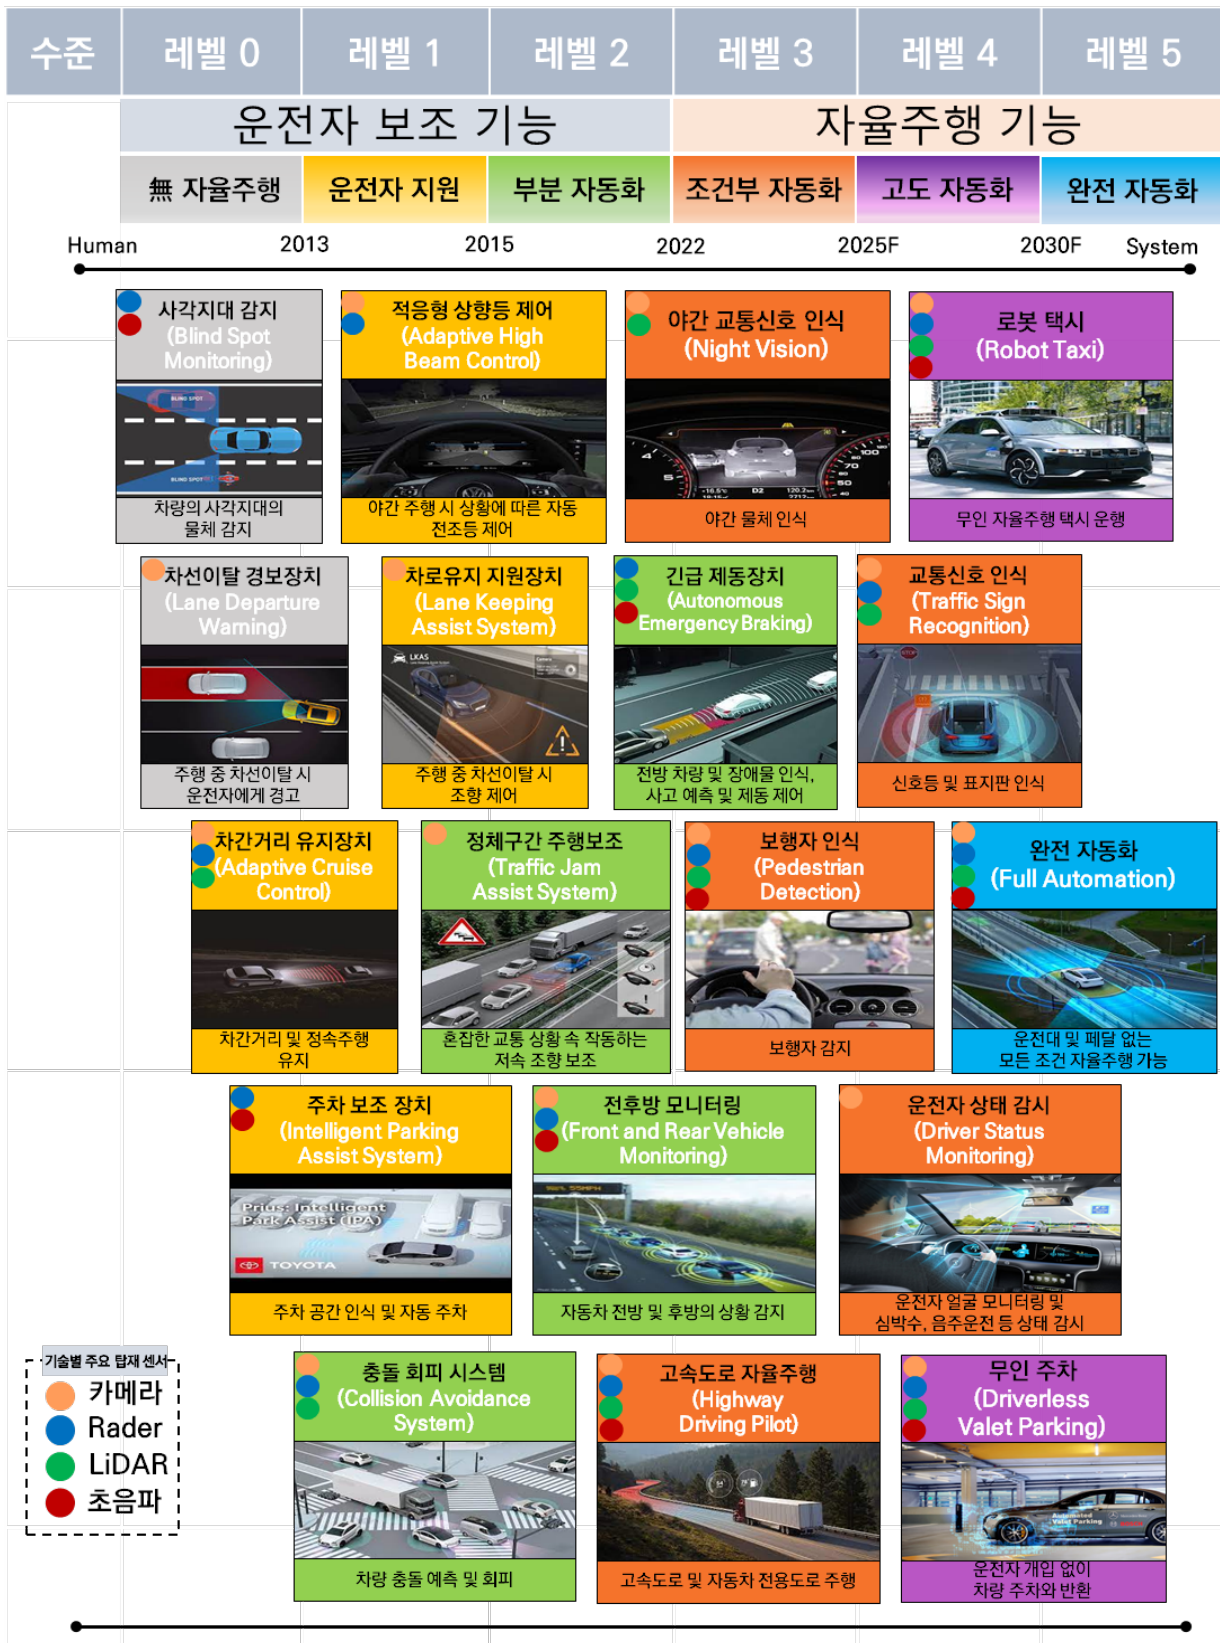 수준
레벨 0
레벨 1
레벨 2
레벨 3
레벨 4
레벨 5
운전자 보조 기능
자율주행 기능
無 자율주행
운전자 지원
부분 자동화
조건부 자동화
고도 자동화
완전 자동화
Human
2013
2015
2022
2025F
2030F
System
사각지대 감지
(Blind Spot
Monitoring)
BLIND SPOT
BLIND SPOT
차량의 사각지대의
물체 감지
적응형 상향등 제어
(Adaptive High
Beam Control)
야간 주행 시 상황에 따른 자동
전조등 제어
야간 교통신호 인식
(Night Vision)
야간 물체 인식
로봇 택시
(Robot Taxi)
무인 자율주행 택시 운행
차선이탈 경보장치
(Lane Departure
Warning)
주행 중 차선이탈 시
운전자에게 경고
차로유지 지원장치
(Lane Keeping
Assist System)
LKAS
주행 중 차선이탈 시
조향 제어
긴급 제동장치
(Autonomous
Emergency Braking)
전방 차량 및 장애물 인식,
사고 예측 및 제동 제어
교통신호 인식
(Traffic Sign
Recognition)
STOP
신호등 및 표지판 인식
차간거리 유지장치
(Adaptive Cruise
Control)
차간거리 및 정속주행
유지
정체구간 주행보조
(Traffic Jam
Assist System)
혼잡한 교통 상황 속 작동하는
저속 조향 보조
보행자 인식
(Pedestrian
Detection)
보행자 감지
완전 자동화
(Full Automation)
운전대 및 페달 없는
모든 조건 자율주행 가능
주차 보조 장치
(Intelligent Parking
Assist System)
Prius: Intelligent
Park Assist (IPA)
TOYOTA
주차 공간 인식 및 자동 주차
전후방 모니터링
(Front and Rear Vehicle
Monitoring)
자동차 전방 및 후방의 상황 감지
운전자 상태 감시
(Driver Status
Monitoring)
운전자 얼굴 모니터링 및
심박수, 음주운전 등 상태 감시
기술별 주요 탑재 센서
카메라
Rader
LiDAR
초음파
충돌 회피 시스템
(Collision Avoidance
System)
차량 충돌 예측 및 회피
고속도로 자율주행
(Highway
Driving Pilot)
고속도로 및 자동차 전용도로 주행
무인 주차
(Driverless
Valet Parking)
Automated
Valet Parking
운전자 개입 없이
차량 주차와 반환